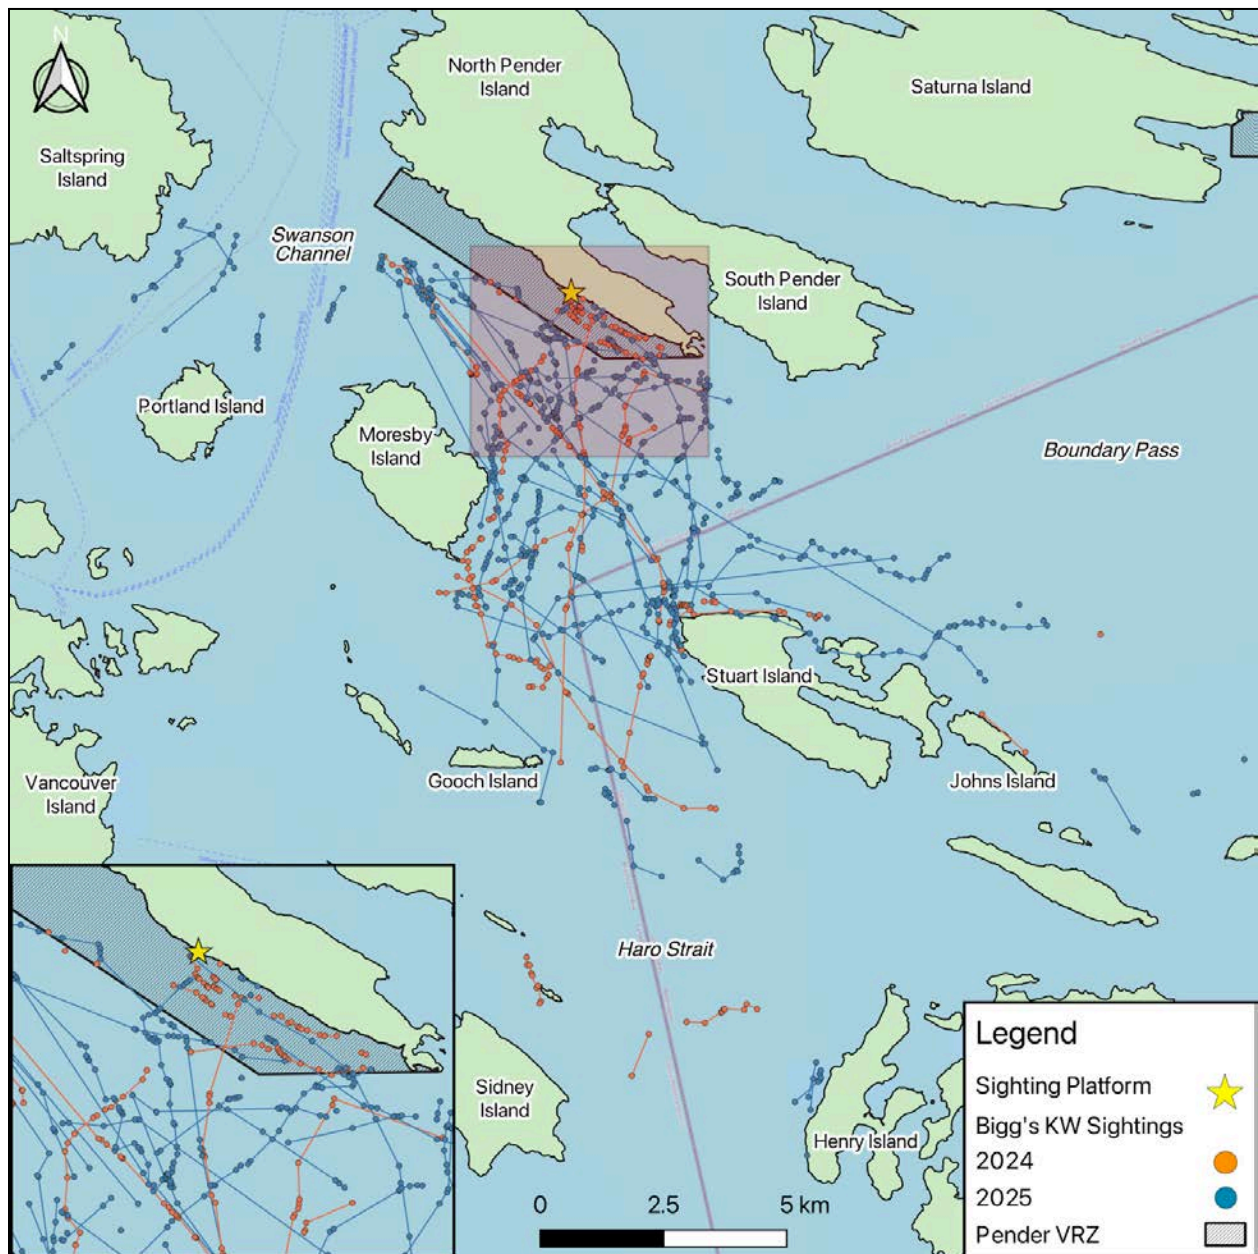 N
North Pender
Island
Saturna Island
Saltspring
Island
Swanson
Channel
South Pender
Island
Portland Island
Moresby
Island
Boundary Pass
Stuart Island
Vancouver
Island
Gooch Island
Johns Island
Haro Strait
Sidney
Island
Henry Island
Legend
Sighting Platform
Bigg's KW Sightings
2024
2025
Pender VRZ
0 2.5 5 km